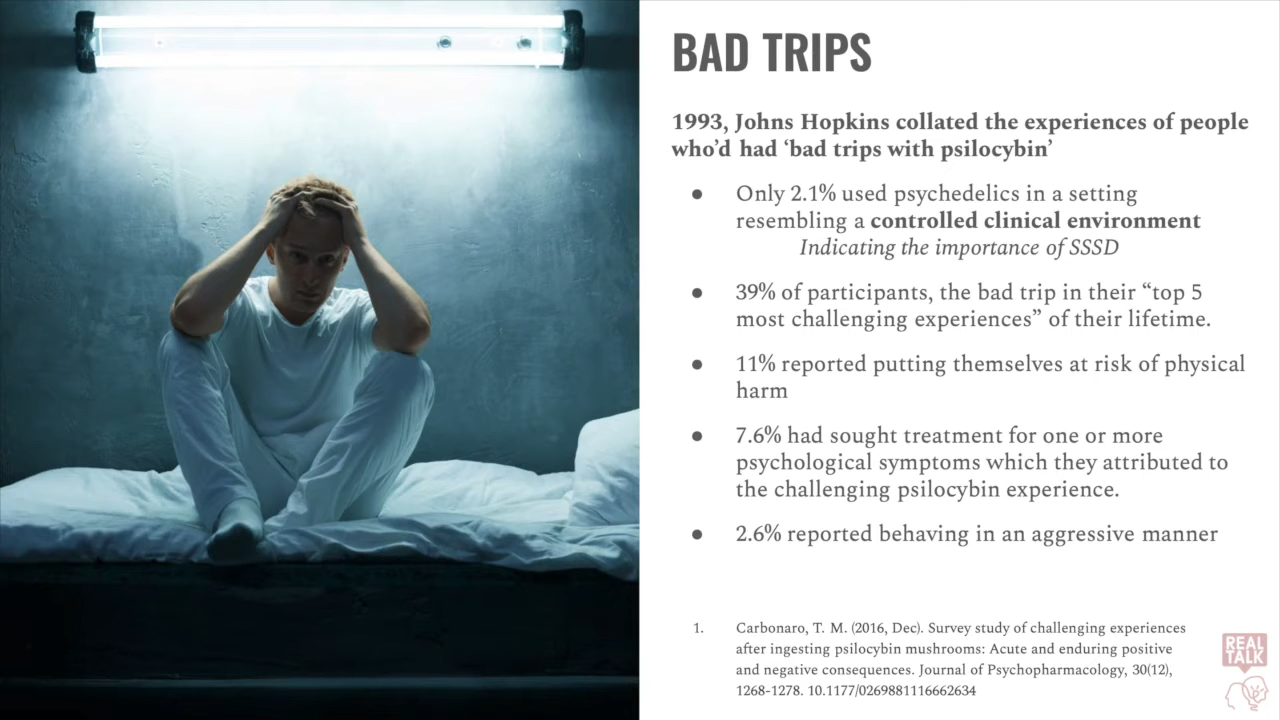 BAD TRIPS
1993, Johns Hopkins collated the experiences of people
who'd had ‘bad trips with psilocybin’
● Only 2.1% used psychedelics in a setting
resembling a controlled clinical environment
Indicating the importance of SSSD
● 39% of participants, the bad trip in their “top 5
most challenging experiences” of their lifetime.
● 11% reported putting themselves at risk of physical
harm
● 7.6% had sought treatment for one or more
psychological symptoms which they attributed to
the challenging psilocybin experience.
● 2.6% reported behaving in an aggressive manner
1. Carbonaro, T. M. (2016, Dec). Survey study of challenging experiences
after ingesting psilocybin mushrooms: Acute and enduring positive
and negative consequences. Journal of Psychopharmacology, 30(12),
1268-1278. 10.1177/0269881116662634
REAL
TALK